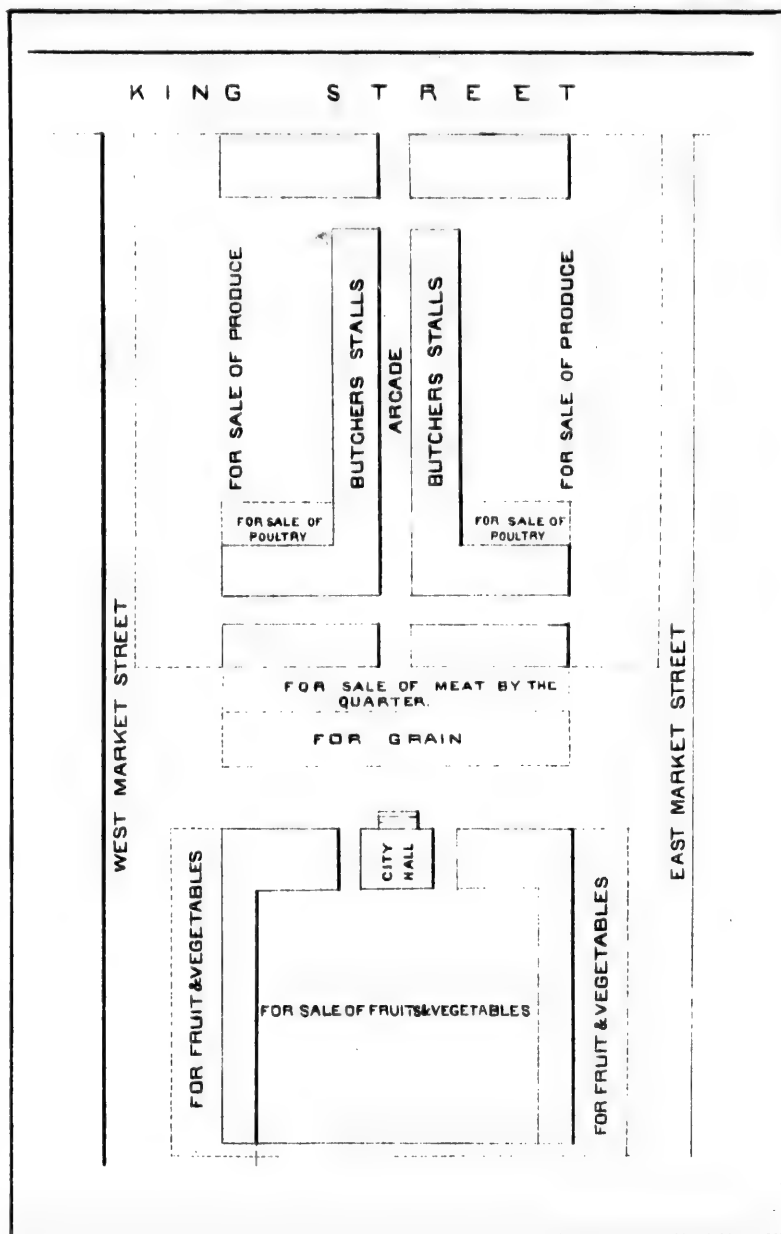 KING STREET
FOR SALE OF PRODUCE
BUTCHERS STALLS
ARCADE
BUTCHERS STALLS
FOR SALE OF PRODUCE
FOR SALE OF
POULTRY
FOR SALE OF
POULTRY
WEST MARKET STREET
EAST MARKET STREET
FOR SALE OF MEAT BY THE
QUARTER.
FOR GRAIN
CITY
HALL
FOR FRUIT & VEGETABLES
FOR SALE OF FRUITS & VEGETABLES
FOR FRUIT & VEGETABLES